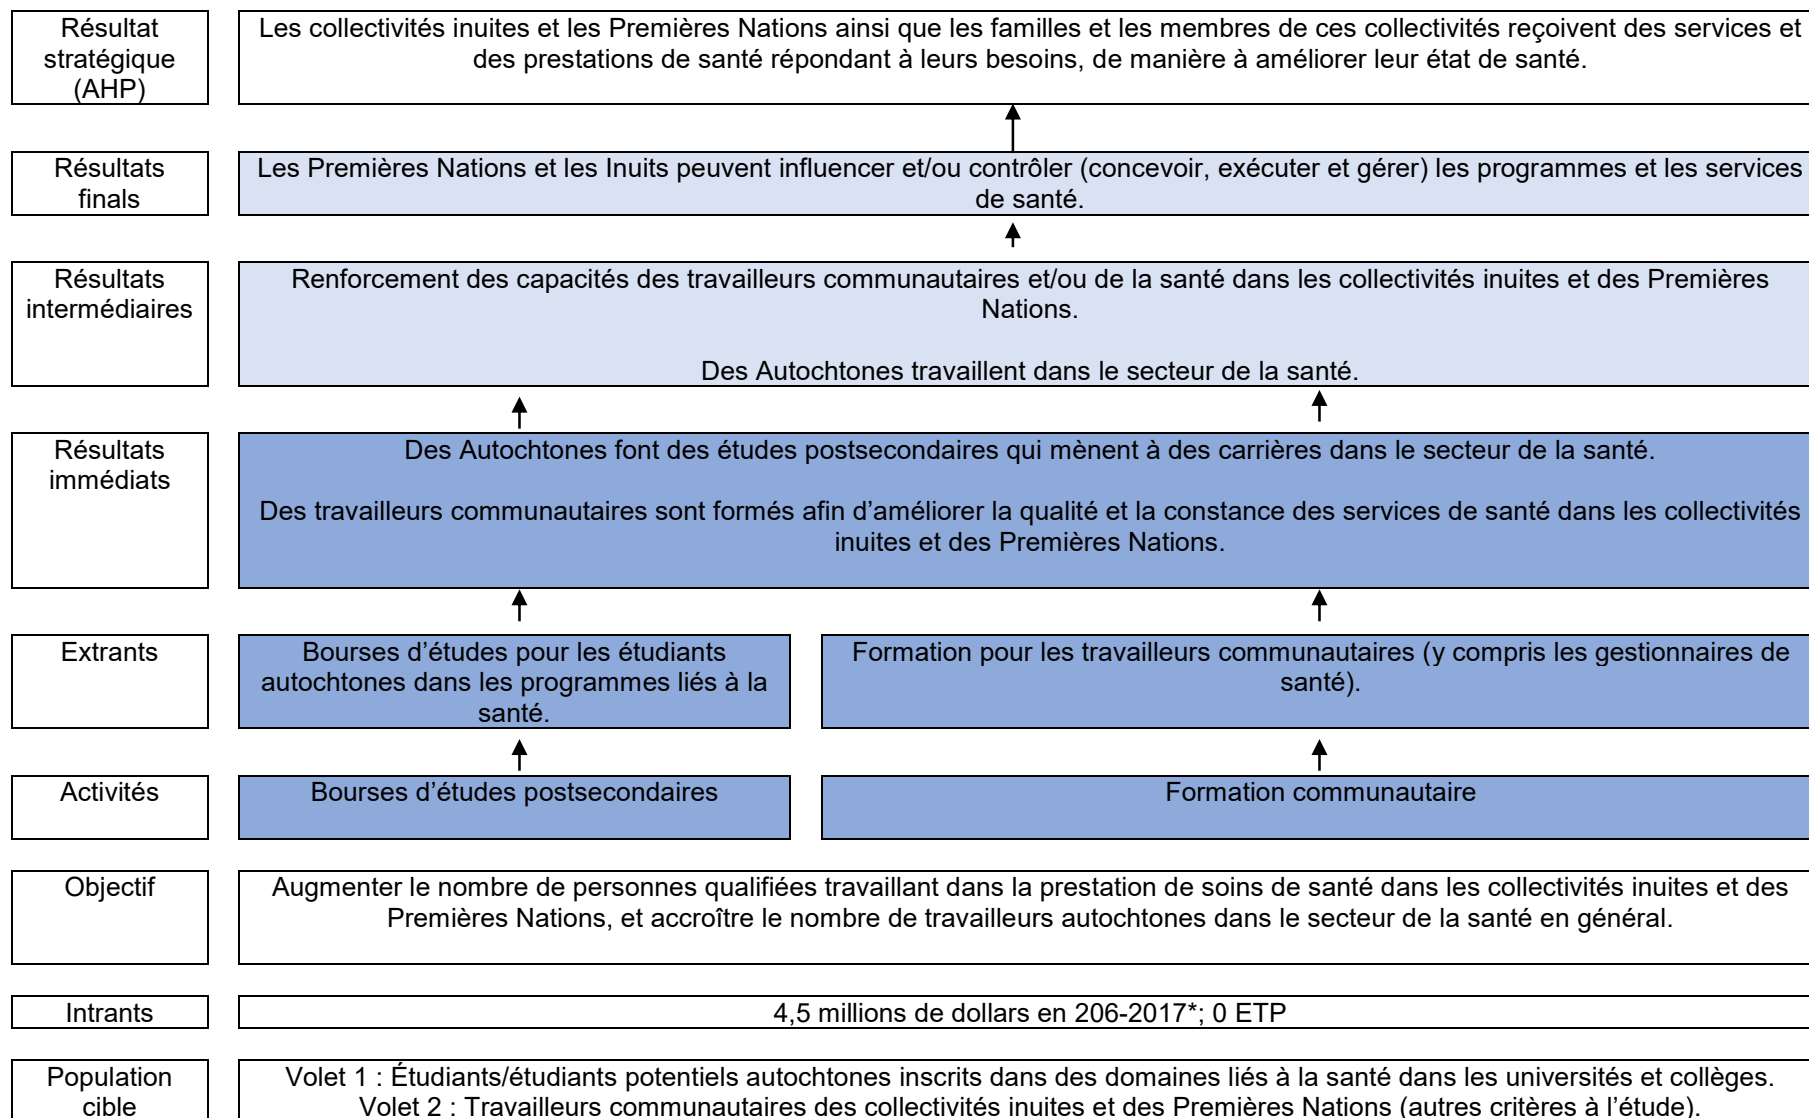 Résultat
stratégique
(AHP)
Les collectivités inuites et les Premières Nations ainsi que les familles et les membres de ces collectivités reçoivent des services et
des prestations de santé répondant à leurs besoins, de manière à améliorer leur état de santé.
Résultats
finals
Les Premières Nations et les Inuits peuvent influencer et/ou contrôler (concevoir, exécuter et gérer) les programmes et les services
de santé.
Résultats
intermédiaires
Renforcement des capacités des travailleurs communautaires et/ou de la santé dans les collectivités inuites et des Premières
Nations.
Des Autochtones travaillent dans le secteur de la santé.
Résultats
immédiats
Des Autochtones font des études postsecondaires qui mènent à des carrières dans le secteur de la santé.
Des travailleurs communautaires sont formés afin d’améliorer la qualité et la constance des services de santé dans les collectivités
inuites et des Premières Nations.
Extrants
Bourses d’études pour les étudiants
autochtones dans les programmes liés à la
santé.
Formation pour les travailleurs communautaires (y compris les gestionnaires de
santé).
Activités
Bourses d’études postsecondaires
Formation communautaire
Objectif
Augmenter le nombre de personnes qualifiées travaillant dans la prestation de soins de santé dans les collectivités inuites et des
Premières Nations, et accroître le nombre de travailleurs autochtones dans le secteur de la santé en général.
Intrants
4,5 millions de dollars en 206-2017*; 0 ETP
Population
cible
Volet 1 : Étudiants/étudiants potentiels autochtones inscrits dans des domaines liés à la santé dans les universités et collèges.
Volet 2 : Travailleurs communautaires des collectivités inuites et des Premières Nations (autres critères à l’étude).